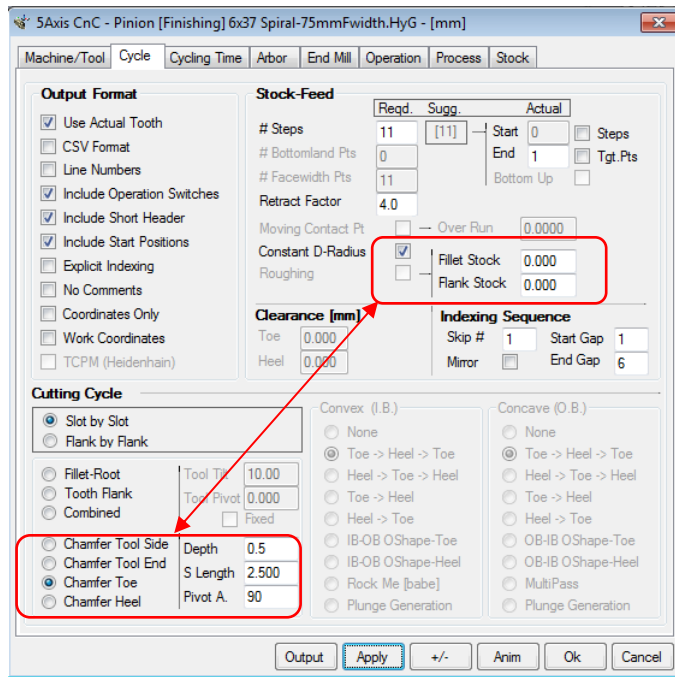 5Axis CnC - Pinion [Finishing] 6x37 Spiral-75mmFwidth.HyG - [mm]
Machine/Tool Cycle Cycling Time Arbor End Mill Operation Process Stock
Output Format
Use Actual Tooth
CSV Format
Line Numbers
Include Operation Switches
Include Short Header
Include Start Positions
Explicit Indexing
No Comments
Coordinates Only
Work Coordinates
TCPM (Heidenhain)
Stock-Feed
Reqd. Sugg. Actual
# Steps 11 [11] Start 0 Steps
# Bottomland Pts 0 End 1 Tgt.Pts
# Facewidth Pts 11 Bottom Up
Retract Factor 4.0
Moving Contact Pt Over Run 0.0000
Constant D-Radius Fillet Stock 0.000
Roughing Flank Stock 0.000
Clearance [mm]
Toe 0.000
Heel 0.000
Indexing Sequence
Skip # 1 Start Gap 1
Mirror End Gap 6
Cutting Cycle
Slot by Slot
Flank by Flank
Fillet-Root Tool Tilt 10.00
Tooth Flank Tool Pivot 0.000
Combined Fixed
Chamfer Tool Side Depth 0.5
Chamfer Tool End S Length 2.500
Chamfer Toe Pivot A. 90
Chamfer Heel
Convex (I.B.)
None
Toe -> Heel -> Toe
Heel -> Toe -> Heel
Toe -> Heel
Heel -> Toe
IB-OB OShape-Toe
IB-OB OShape-Heel
Rock Me [babe]
Plunge Generation
Concave (O.B.)
None
Toe -> Heel -> Toe
Heel -> Toe -> Heel
Toe -> Heel
Heel -> Toe
OB-IB OShape-Toe
OB-IB OShape-Heel
MultiPass
Plunge Generation
Output Apply +/- Anim Ok Cancel